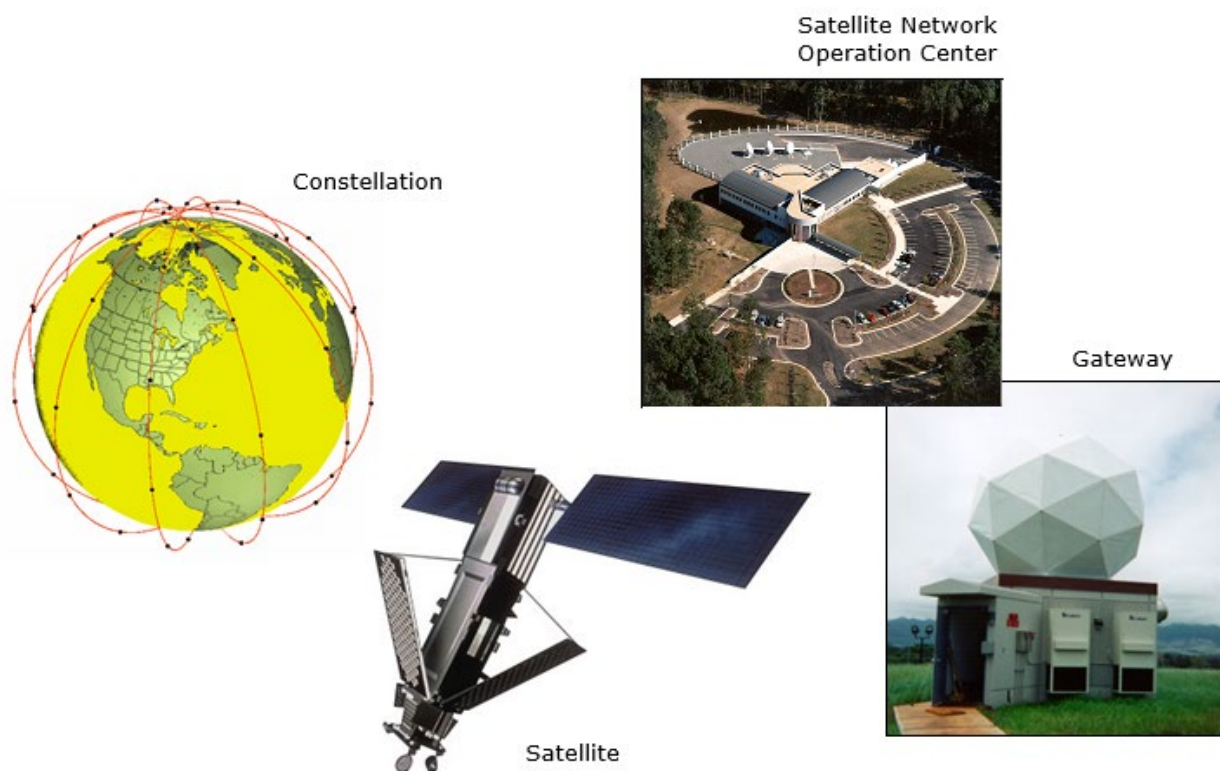 Satellite Network
Operation Center
Constellation
Gateway
Satellite